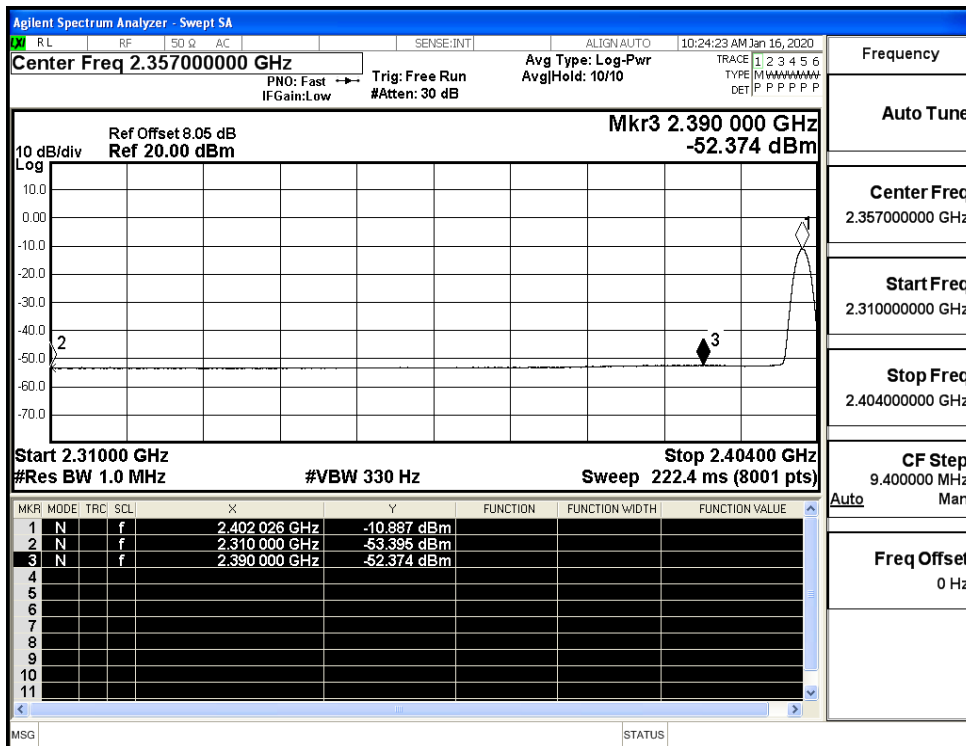 Agilent Spectrum Analyzer - Swept SA
LXI RL RF 50 Ω AC SENSE:INT ALIGN AUTO 10:24:23 AM Jan 16, 2020
Center Freq 2.357000000 GHz
PNO: Fast
IFGain:Low
Trig: Free Run
#Atten: 30 dB
Avg Type: Log-Pwr
Avg|Hold: 10/10
TRACE 1 2 3 4 5 6
TYPE M WWWWW
DET P P P P P P
Ref Offset 8.05 dB
10 dB/div Ref 20.00 dBm
Log
Mkr3 2.390 000 GHz
-52.374 dBm
10.0
0.00
-10.0
-20.0
-30.0
-40.0
-50.0
-60.0
-70.0
1
2
3
Start 2.31000 GHz Stop 2.40400 GHz
#Res BW 1.0 MHz #VBW 330 Hz Sweep 222.4 ms (8001 pts)
MKR MODE TRC SCL X Y FUNCTION FUNCTION WIDTH FUNCTION VALUE
1 N f 2.402 026 GHz -10.887 dBm
2 N f 2.310 000 GHz -53.395 dBm
3 N f 2.390 000 GHz -52.374 dBm
4
5
6
7
8
9
10
11
MSG STATUS
Frequency
Auto Tune
Center Freq
2.357000000 GHz
Start Freq
2.310000000 GHz
Stop Freq
2.404000000 GHz
CF Step
9.400000 MHz
Auto Man
Freq Offset
0 Hz